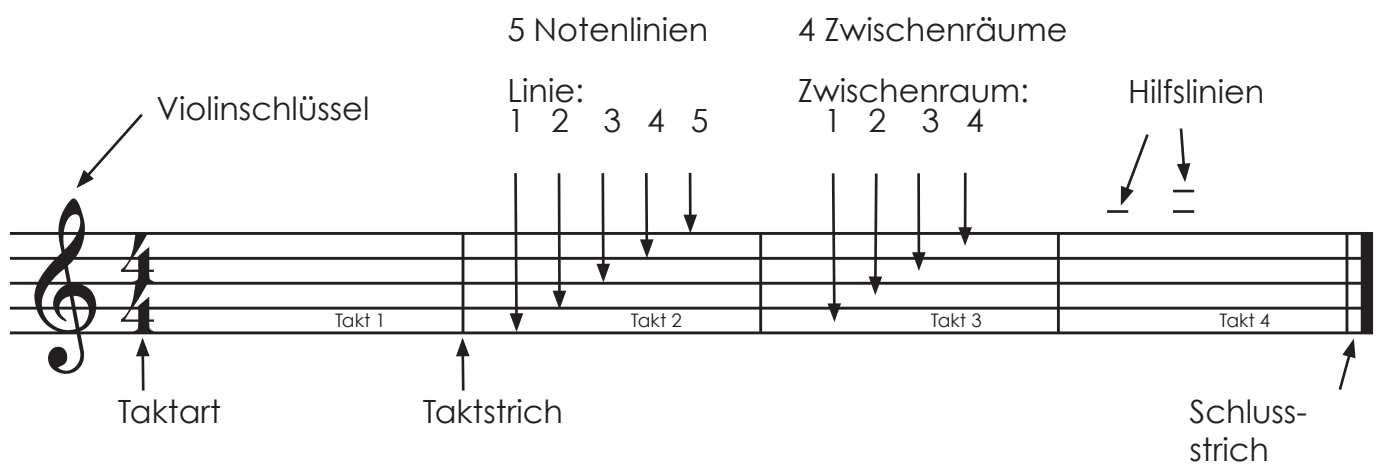 5 Notenlinien
4 Zwischenräume
Linie:
1 2 3 4 5
Zwischenraum:
1 2 3 4
Hilfslinien
Violinschlüssel
4
4
Takt 1
Takt 2
Takt 3
Takt 4
Taktart
Taktstrich
Schluss-
strich